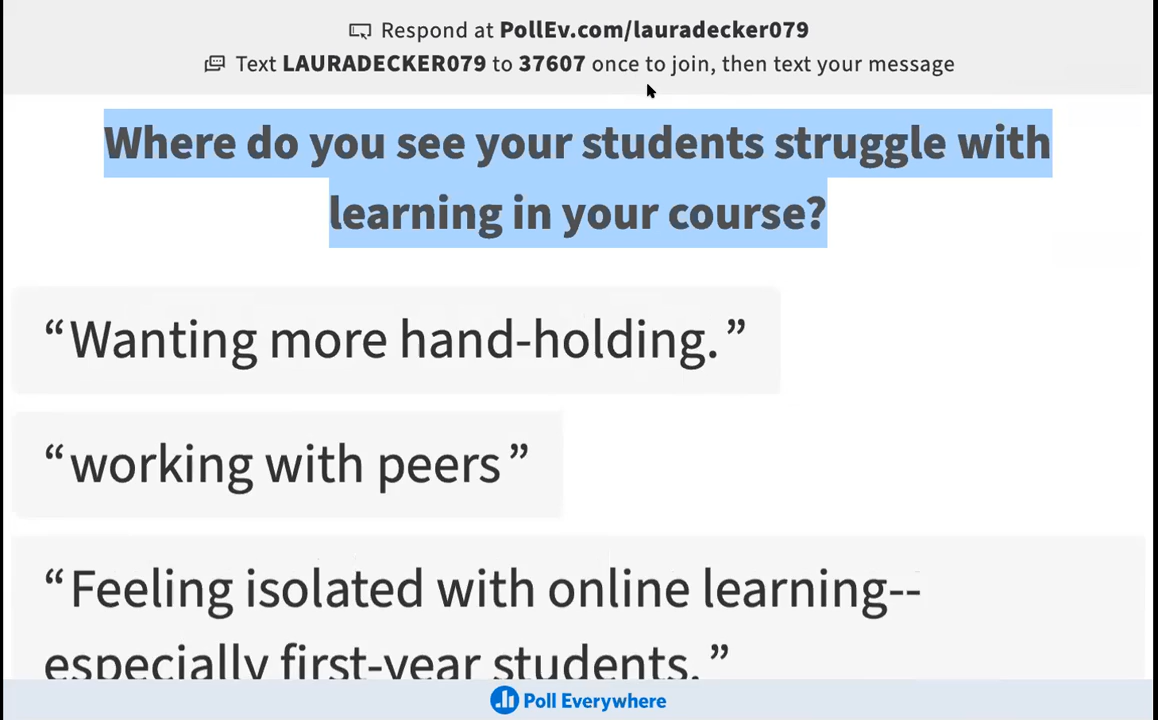 Respond at PollEv.com/lauradecker079
Text LAURADECKER079 to 37607 once to join, then text your message
Where do you see your students struggle with
learning in your course?
“Wanting more hand-holding.”
“working with peers”
“Feeling isolated with online learning--
especially first-year students.”
Poll Everywhere